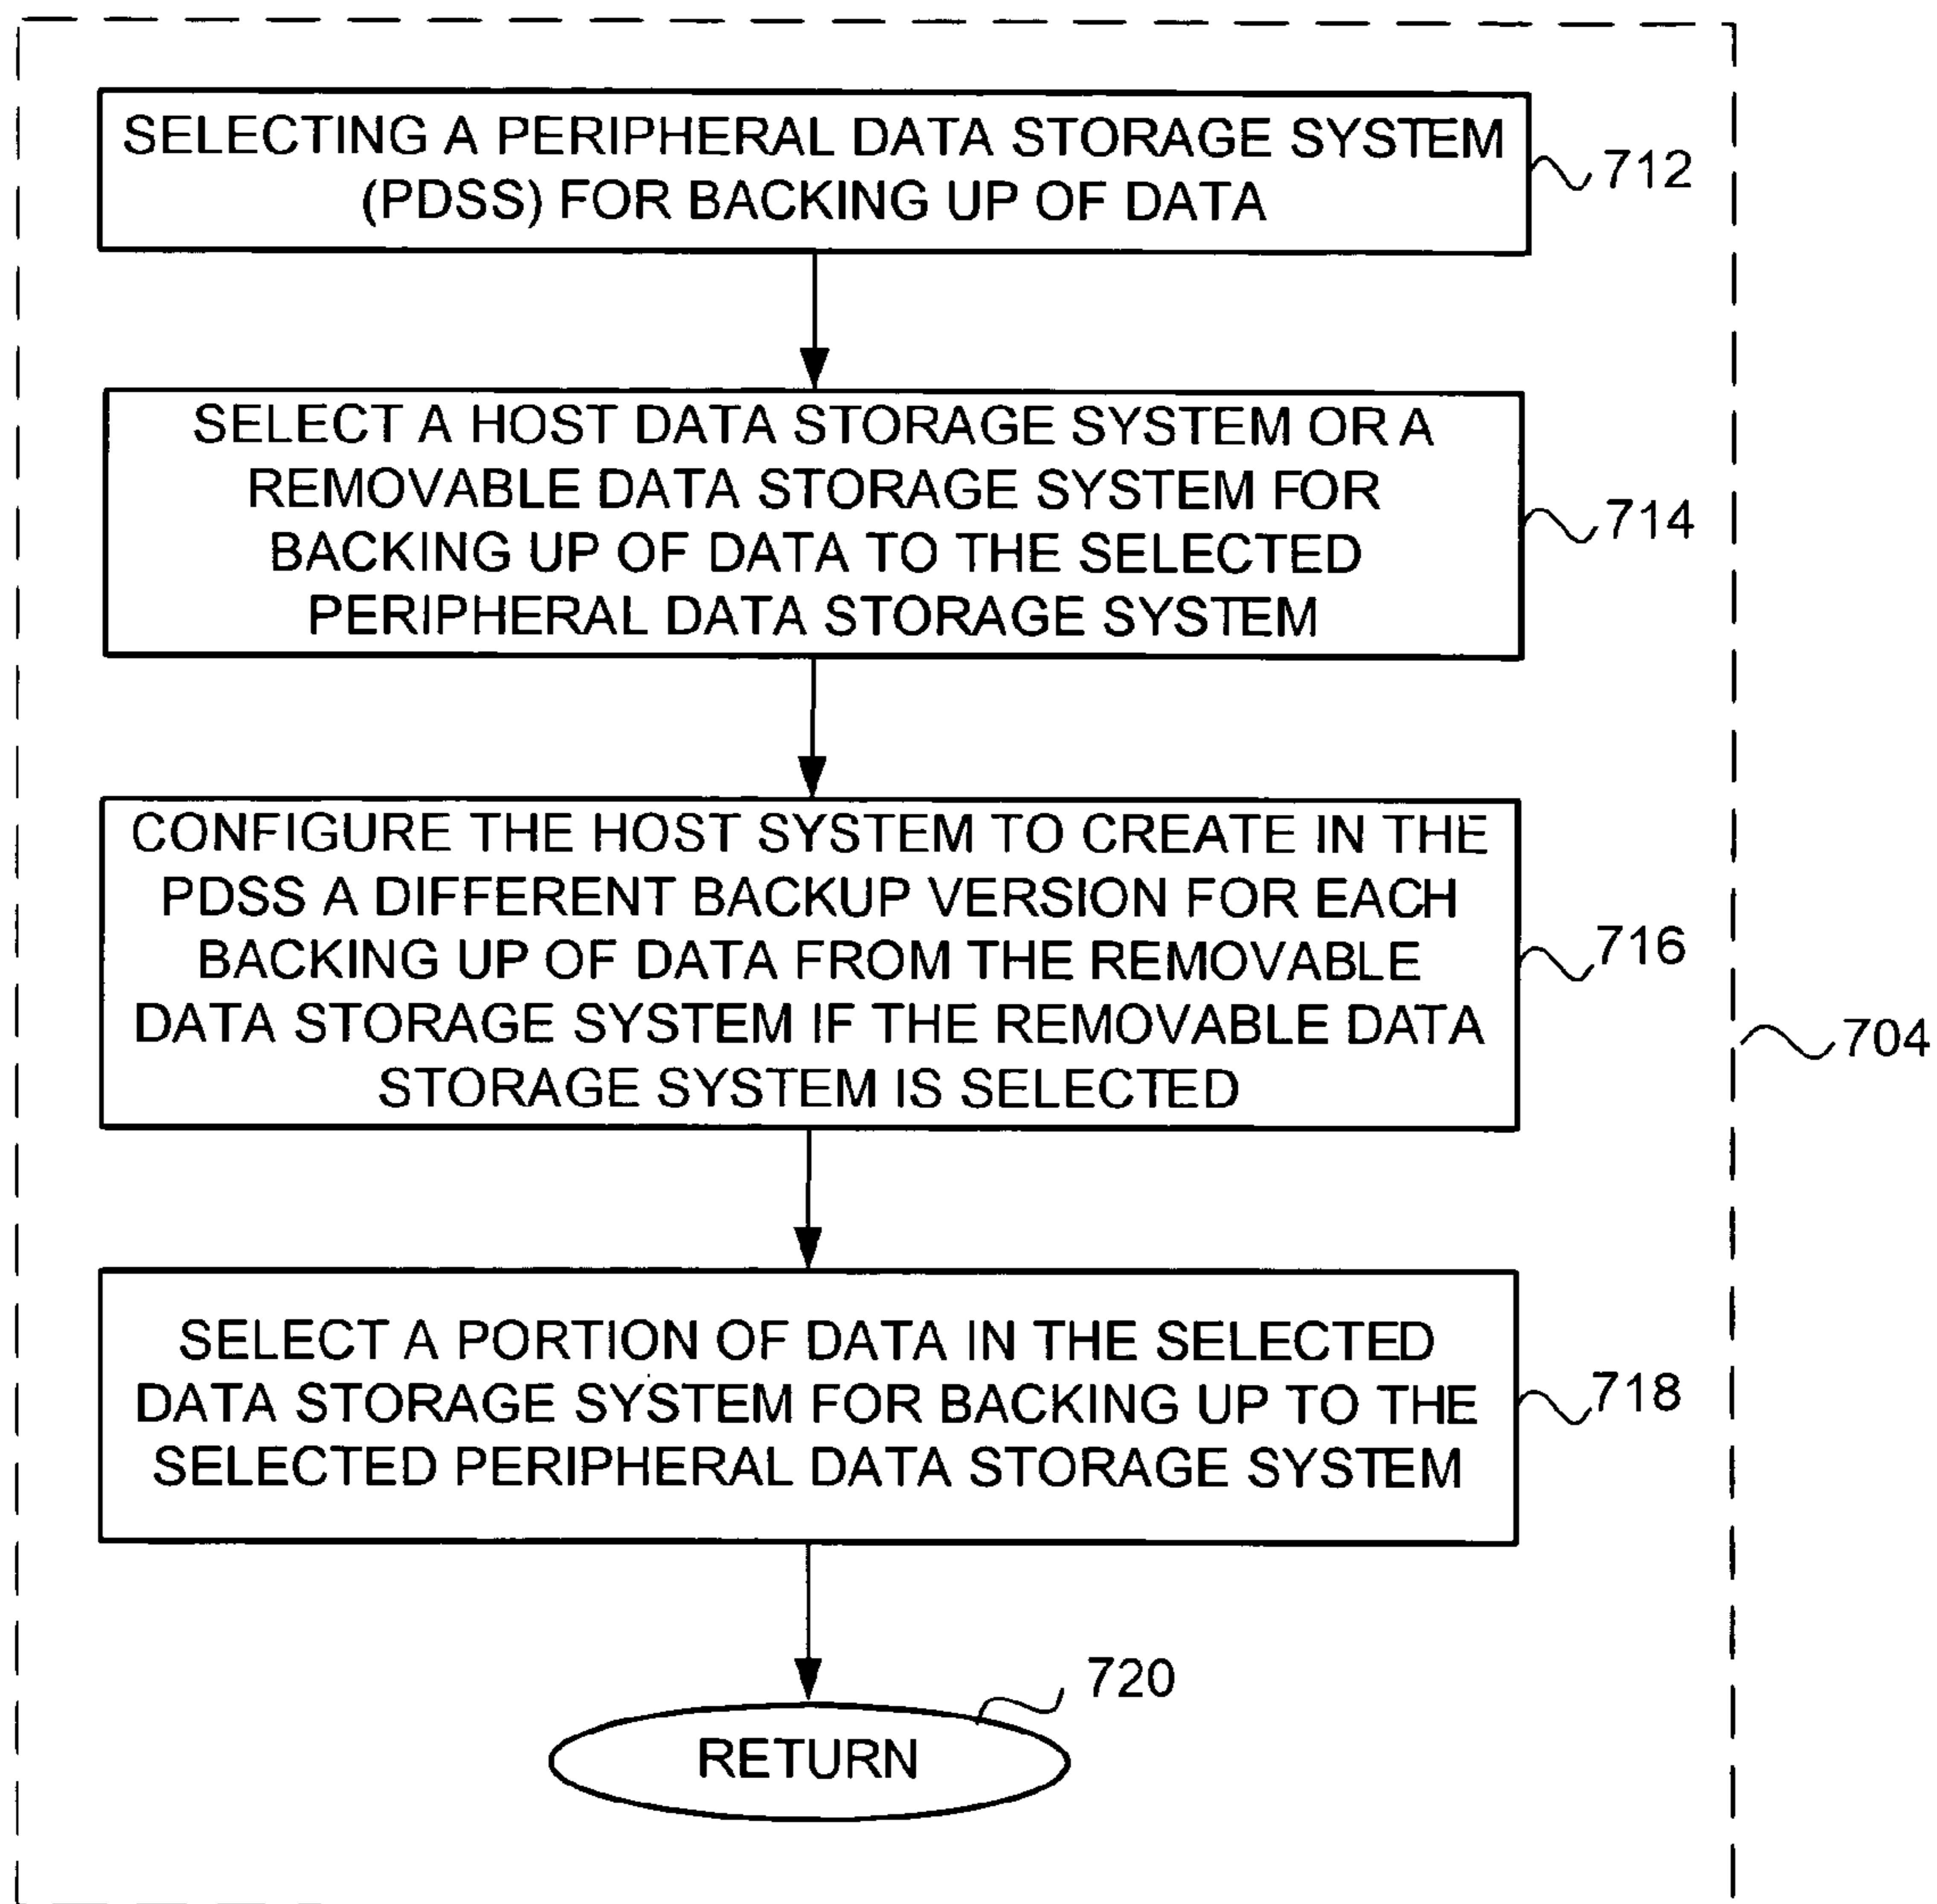 SELECTING A PERIPHERAL DATA STORAGE SYSTEM
(PDSS) FOR BACKING UP OF DATA
712
SELECT A HOST DATA STORAGE SYSTEM OR A
REMOVABLE DATA STORAGE SYSTEM FOR
BACKING UP OF DATA TO THE SELECTED
PERIPHERAL DATA STORAGE SYSTEM
714
CONFIGURE THE HOST SYSTEM TO CREATE IN THE
PDSS A DIFFERENT BACKUP VERSION FOR EACH
BACKING UP OF DATA FROM THE REMOVABLE
DATA STORAGE SYSTEM IF THE REMOVABLE DATA
STORAGE SYSTEM IS SELECTED
716
704
SELECT A PORTION OF DATA IN THE SELECTED
DATA STORAGE SYSTEM FOR BACKING UP TO THE
SELECTED PERIPHERAL DATA STORAGE SYSTEM
718
720
RETURN